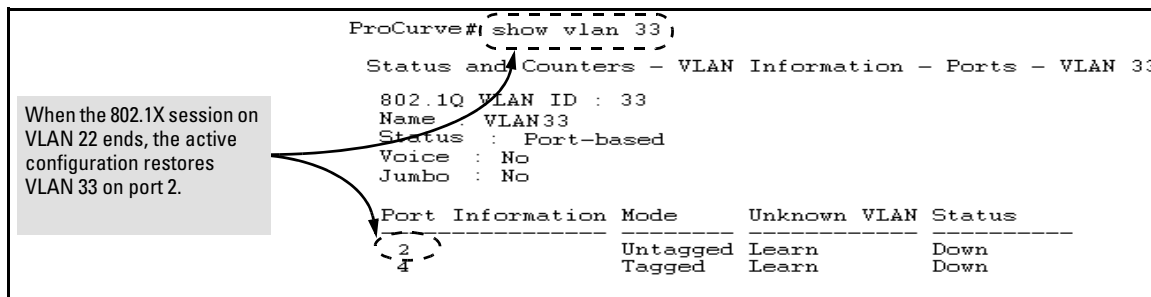 ProCurve# show vlan 33
Status and Counters - VLAN Information - Ports - VLAN 33
When the 802.1X session on
VLAN 22 ends, the active
configuration restores
VLAN 33 on port 2.
802.1Q VLAN ID : 33
Name : VLAN33
Status : Port-based
Voice : No
Jumbo : No
Port Information Mode Unknown VLAN Status
---------------- -------- ------------ ----------
2 Untagged Learn Down
4 Tagged Learn Down